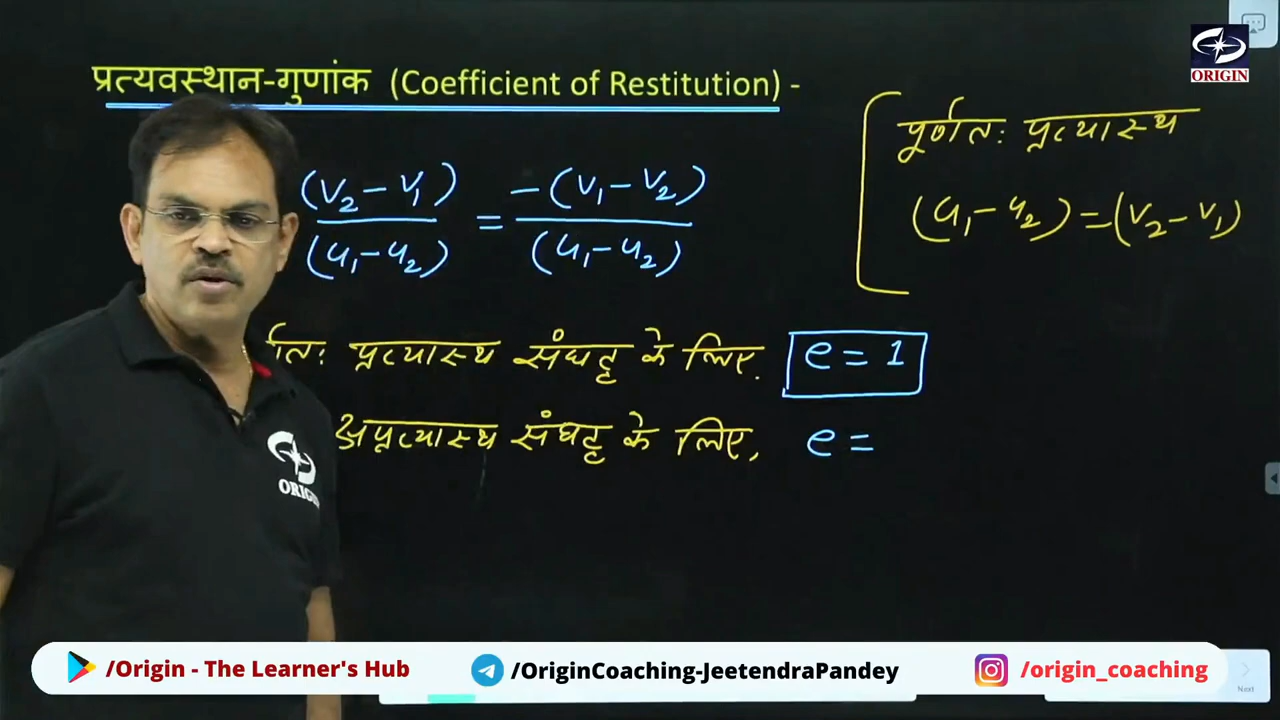 ORIGIN
प्रत्यवस्थान-गुणांक (Coefficient of Restitution) -
पूर्णतः प्रत्यास्थ
(u₁-u₂) = (v₂-v₁)
(v₂-v₁)/(u₁-u₂) = -(v₁-v₂)/(u₁-u₂)
र्तिः प्रत्यास्थ संघट्ट के लिए. e = 1
अप्रत्यास्थ संघट्ट के लिए, e =
ORIGIN
/Origin - The Learner's Hub
/OriginCoaching-JeetendraPandey
/origin_coaching
Next